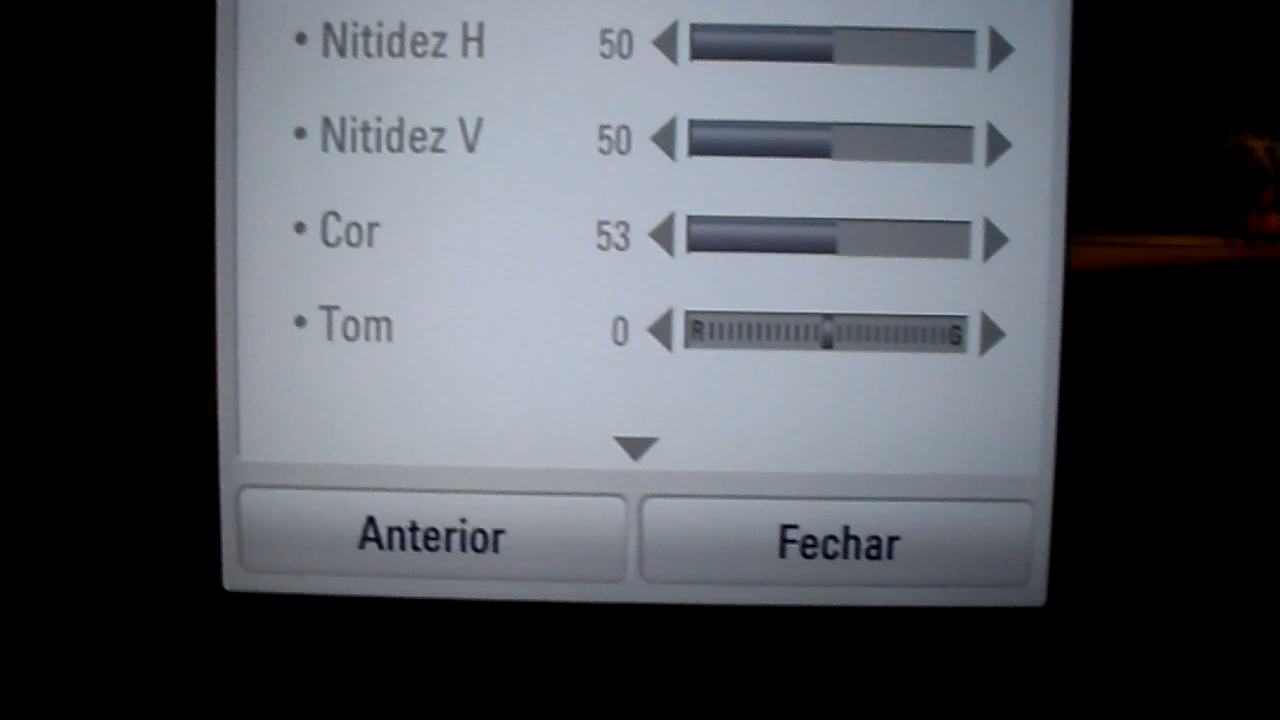 • Nitidez H 50
• Nitidez V 50
• Cor 53
• Tom 0 R G
Anterior Fechar